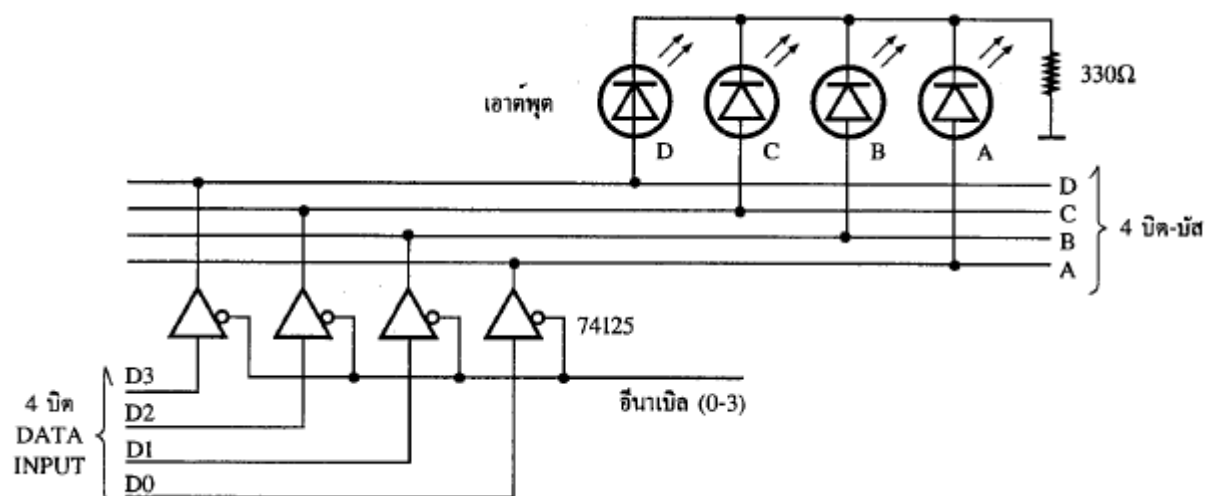 330Ω
เอาต์พุต
D
C
B
A
D
C
B
A
4 บิต-บัส
74125
D3
D2
D1
D0
4 บิต
DATA
INPUT
อีนาเบิล (0-3)